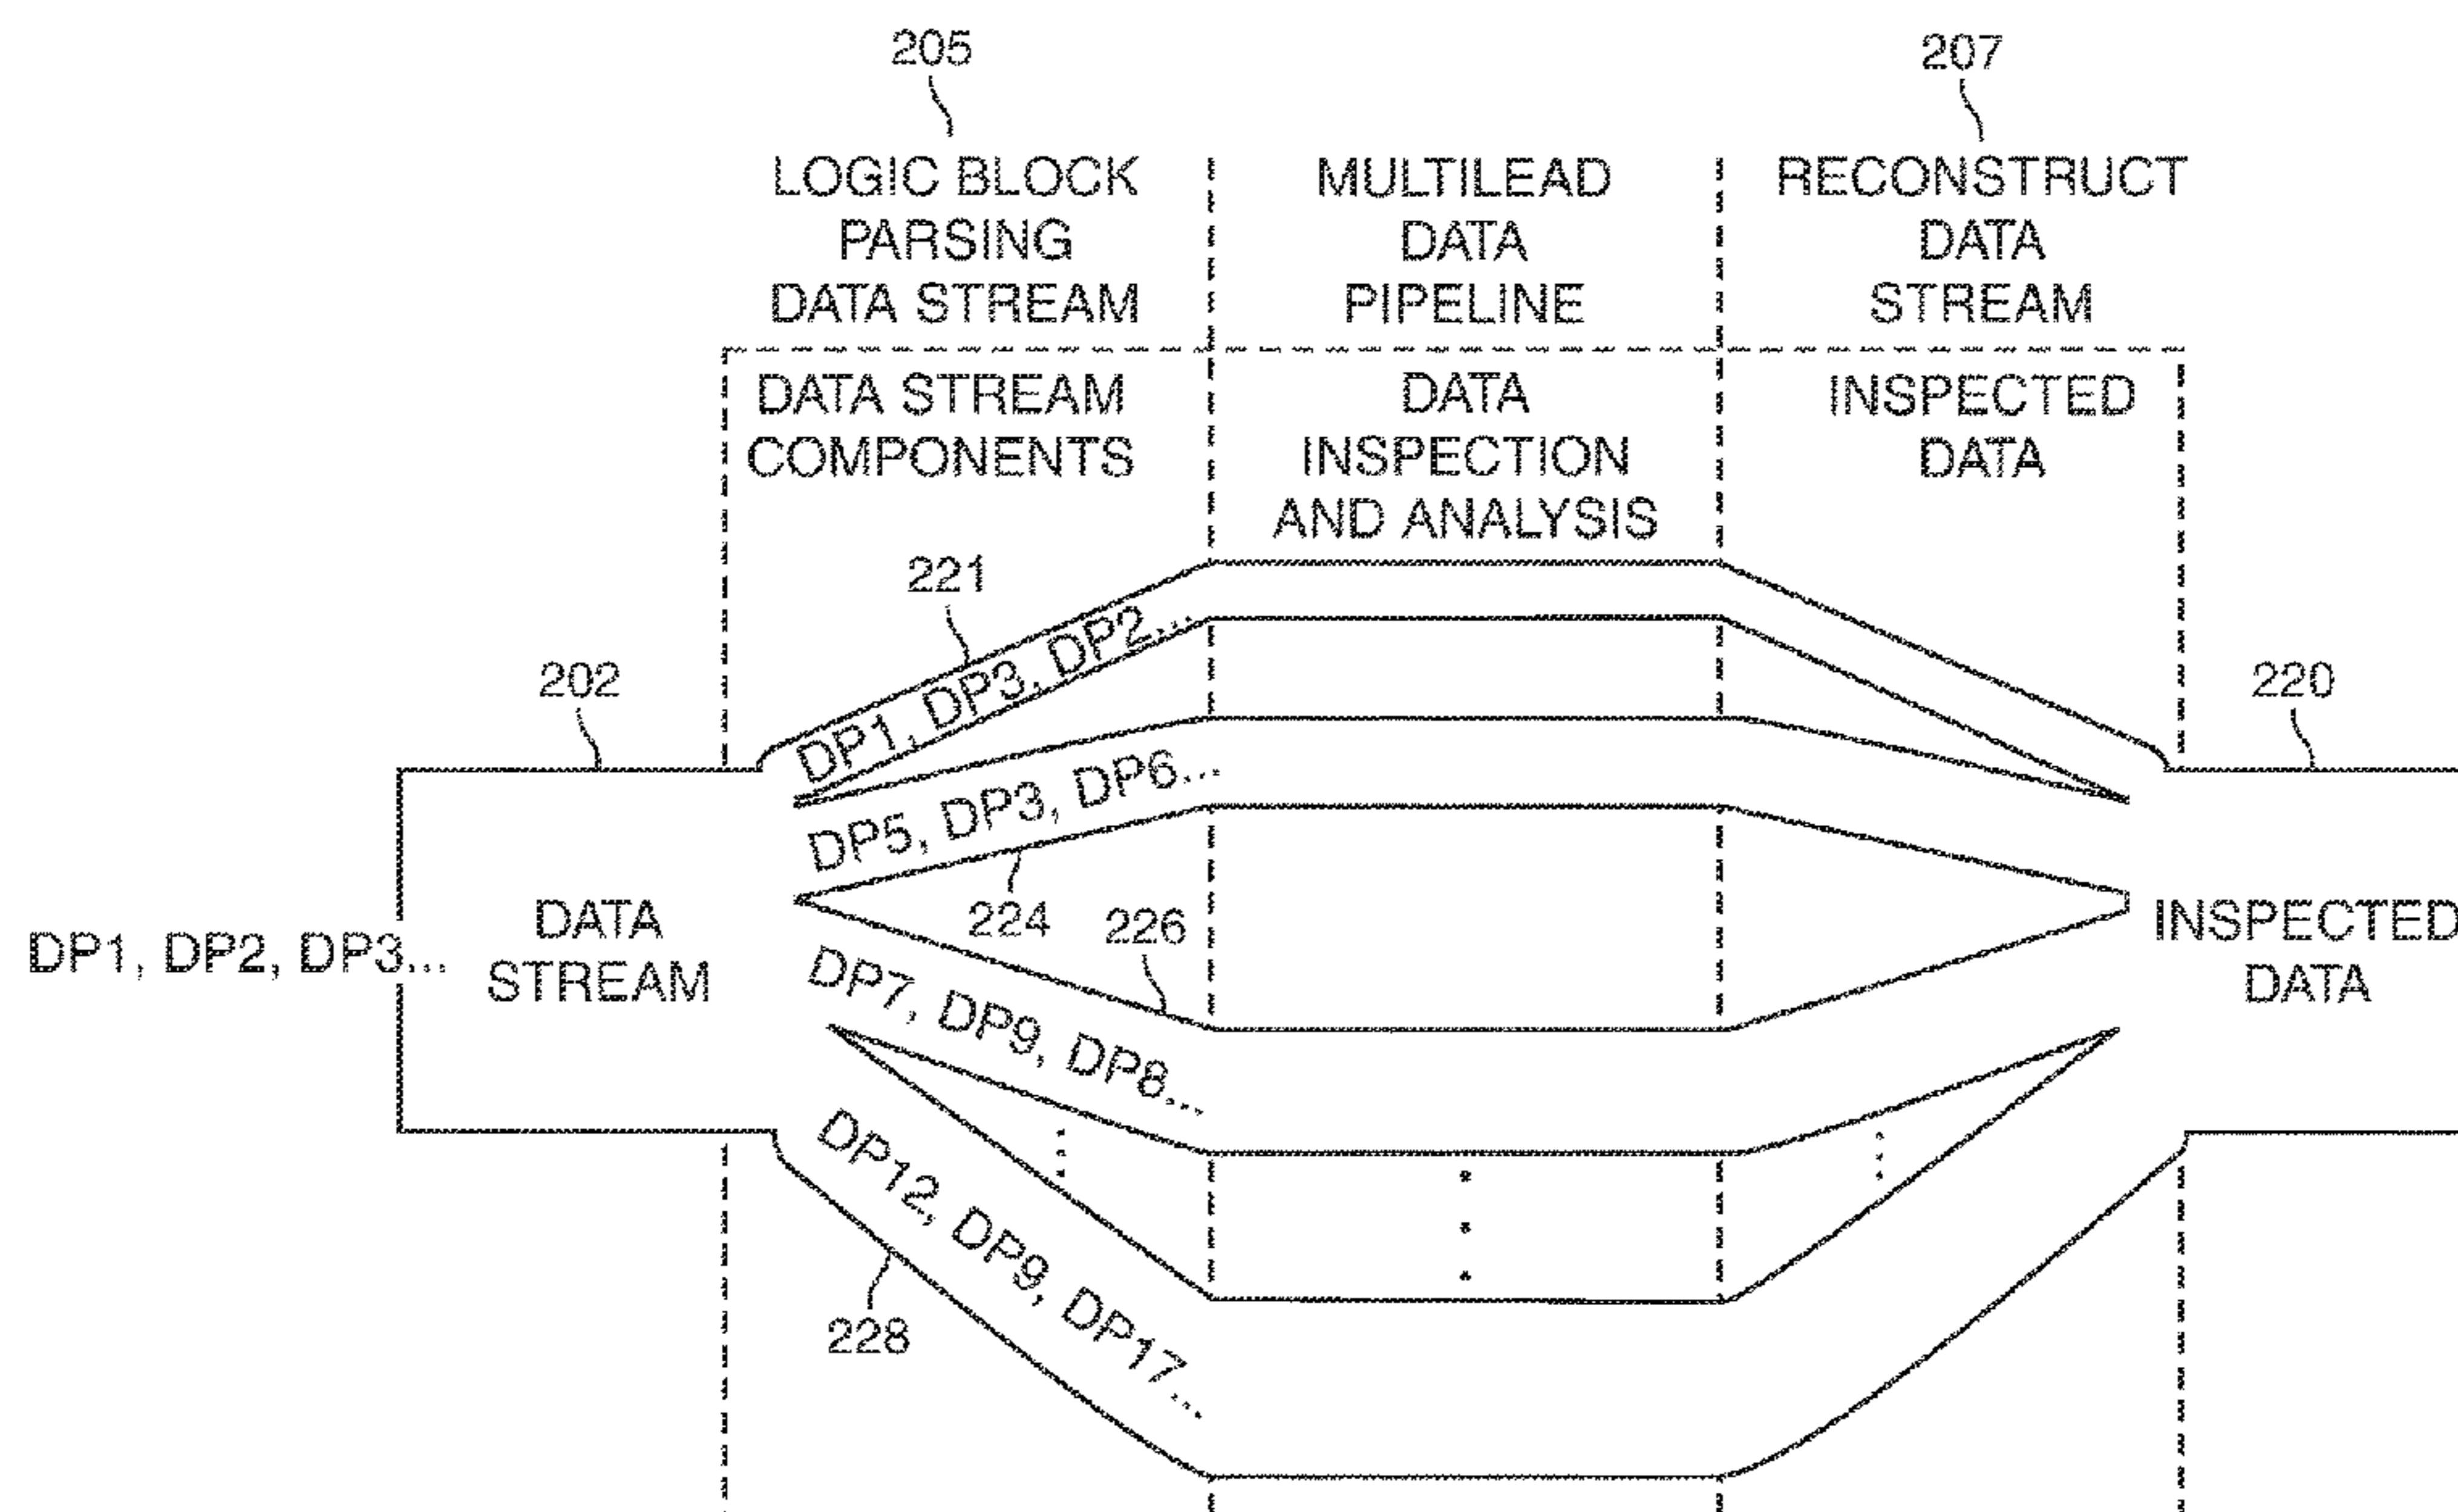 205
207
LOGIC BLOCK
PARSING
DATA STREAM
MULTILEAD
DATA
PIPELINE
RECONSTRUCT
DATA
STREAM
DATA STREAM
COMPONENTS
DATA
INSPECTION
AND ANALYSIS
INSPECTED
DATA
221
DP1, DP3, DP2...
202
220
DP5, DP3, DP6...
224
226
DP1, DP2, DP3...
DATA
STREAM
INSPECTED
DATA
DP7, DP9, DP8...
DP12, DP9, DP17...
228